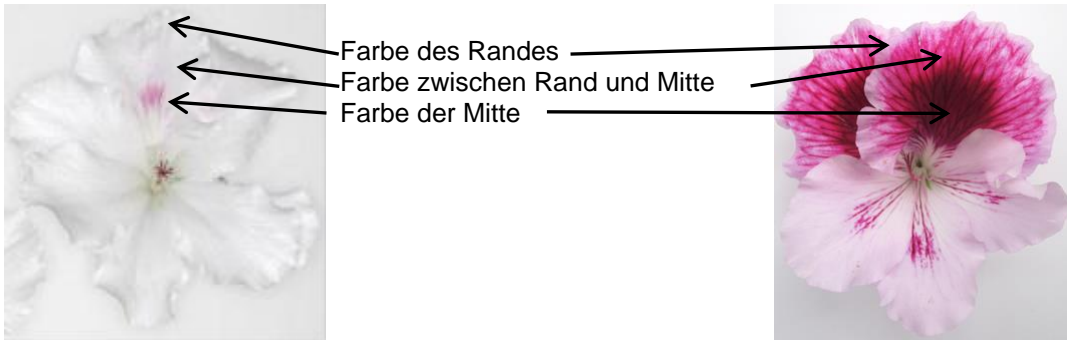 Farbe des Randes
Farbe zwischen Rand und Mitte
Farbe der Mitte